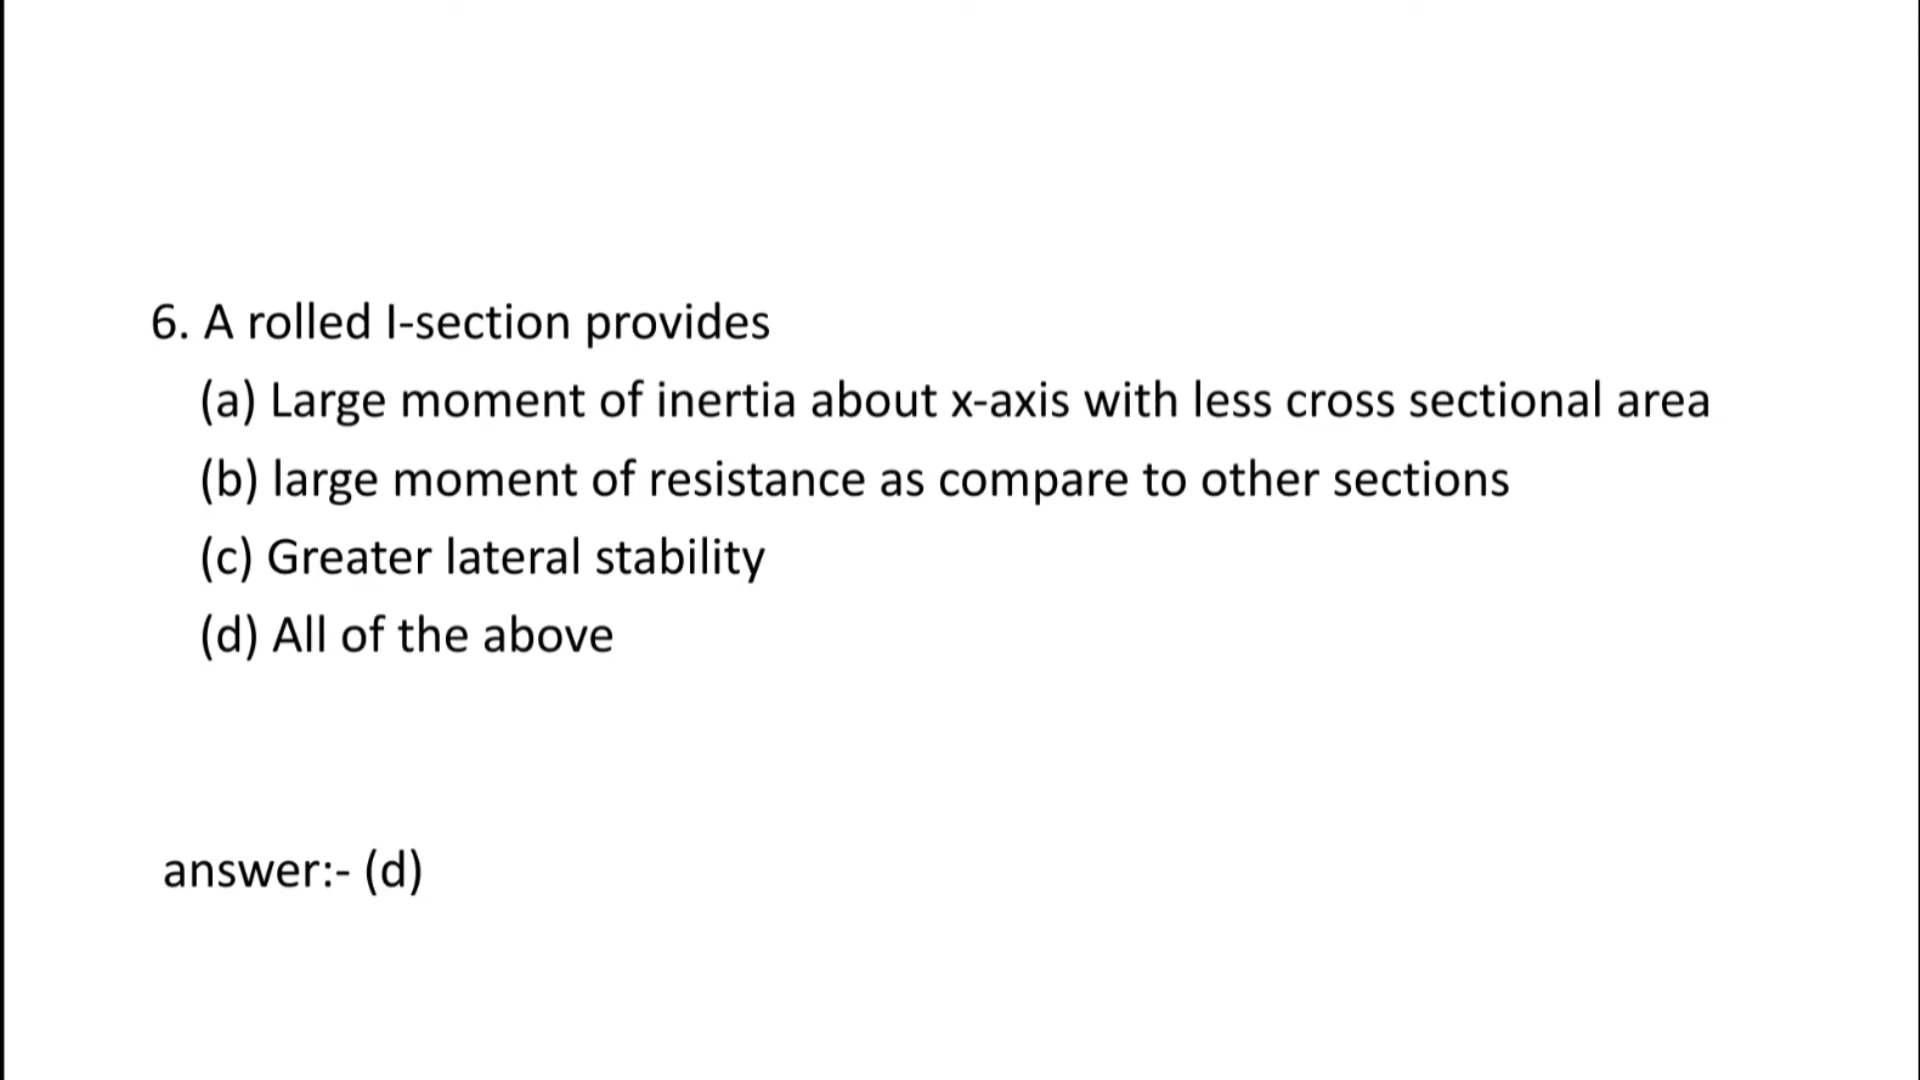 6. A rolled I-section provides
(a) Large moment of inertia about x-axis with less cross sectional area
(b) large moment of resistance as compare to other sections
(c) Greater lateral stability
(d) All of the above
answer:- (d)